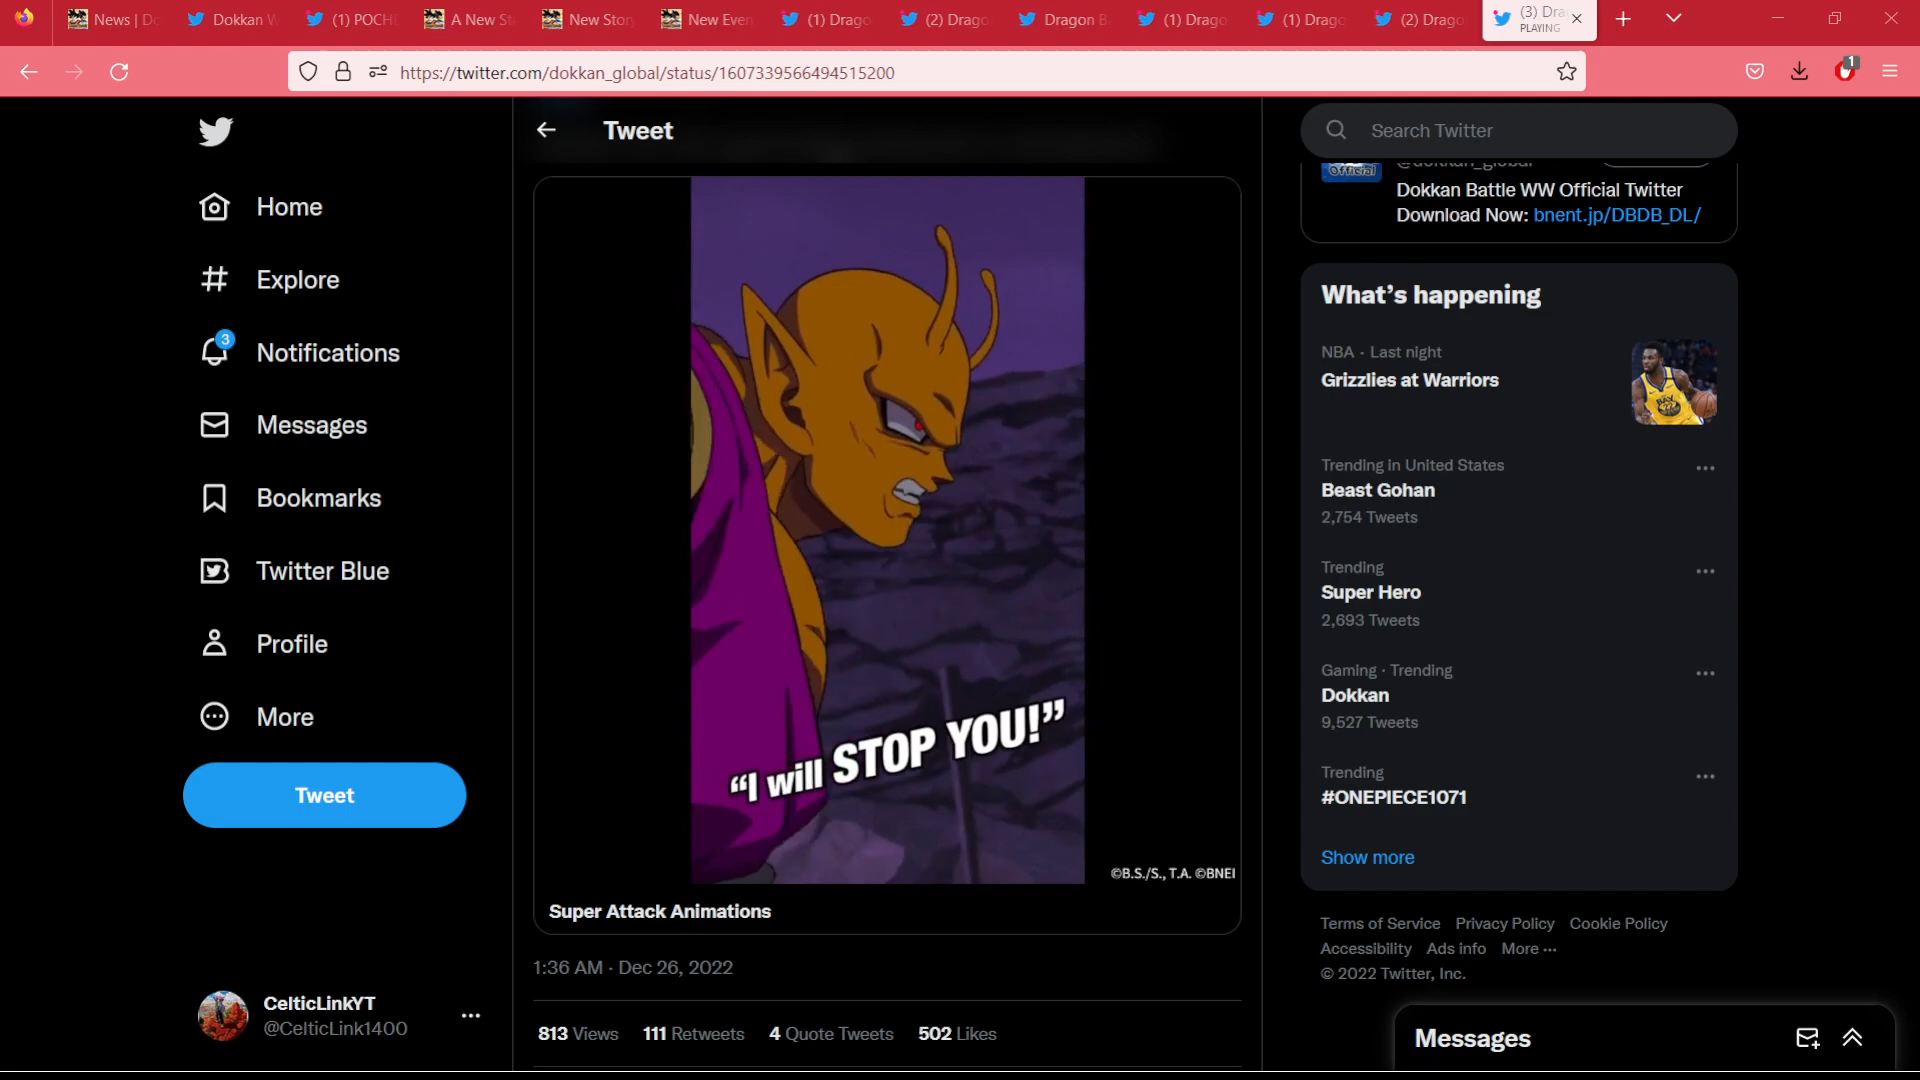 News | Do
Dokkan W
(1) POCHI
A New St
New Story
New Even
(1) Drago
(2) Drago
Dragon B
(1) Drago
(1) Drago
(2) Drago
(3) Dra
PLAYING
https://twitter.com/dokkan_global/status/1607339566494515200
1
Home
Explore
3
Notifications
Messages
Bookmarks
Twitter Blue
Profile
More
Tweet
CelticLinkYT
@CelticLink1400
Tweet
"I will STOP YOU!"
©B.S./S., T.A. ©BNEI
Super Attack Animations
1:36 AM · Dec 26, 2022
813 Views 111 Retweets 4 Quote Tweets 502 Likes
Search Twitter
Official
@dokkan_global
Dokkan Battle WW Official Twitter
Download Now: bnent.jp/DBDB_DL/
What's happening
NBA · Last night
Grizzlies at Warriors
Trending in United States
Beast Gohan
2,754 Tweets
Trending
Super Hero
2,693 Tweets
Gaming · Trending
Dokkan
9,527 Tweets
Trending
#ONEPIECE1071
Show more
Terms of Service Privacy Policy Cookie Policy
Accessibility Ads info More ···
© 2022 Twitter, Inc.
Messages